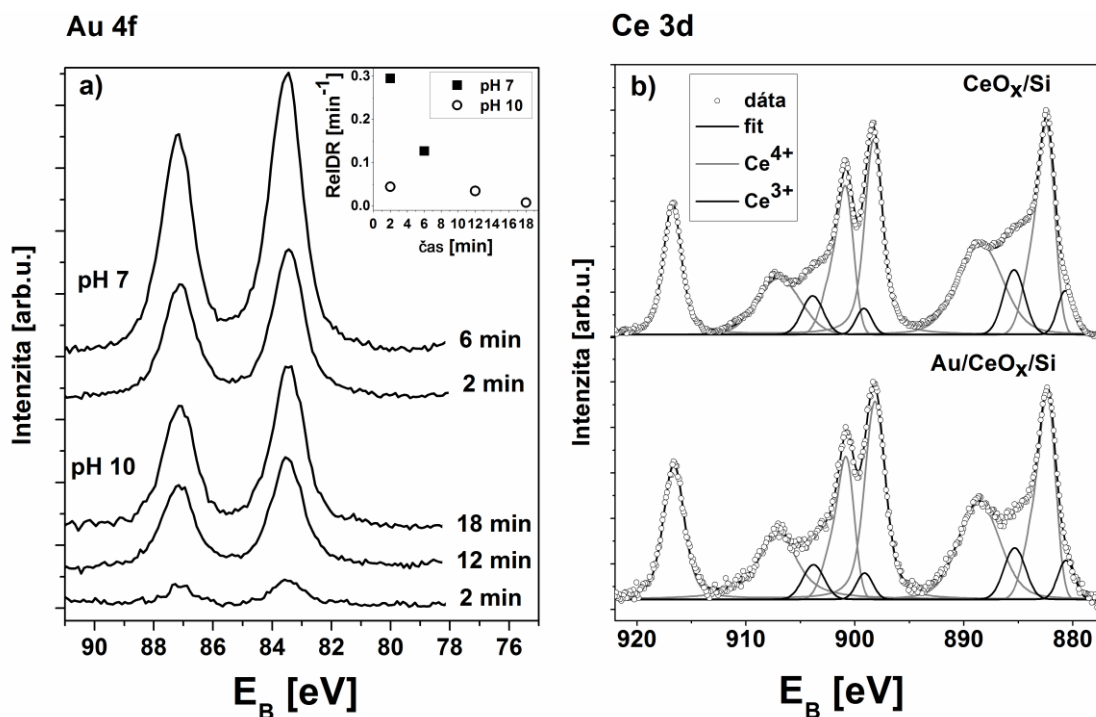 Au 4f
Ce 3d
a)
0.3
0.2
0.1
0.0
RelDR [min-1]
pH 7
pH 10
0 2 4 6 8 10 12 14 16 18
čas [min]
pH 7
6 min
2 min
pH 10
18 min
12 min
2 min
Intenzita [arb.u.]
90 88 86 84 82 80 78 76
EB [eV]
b)
CeOx/Si
dáta
fit
Ce4+
Ce3+
Au/CeOx/Si
Intenzita [arb.u.]
920 910 900 890 880
EB [eV]